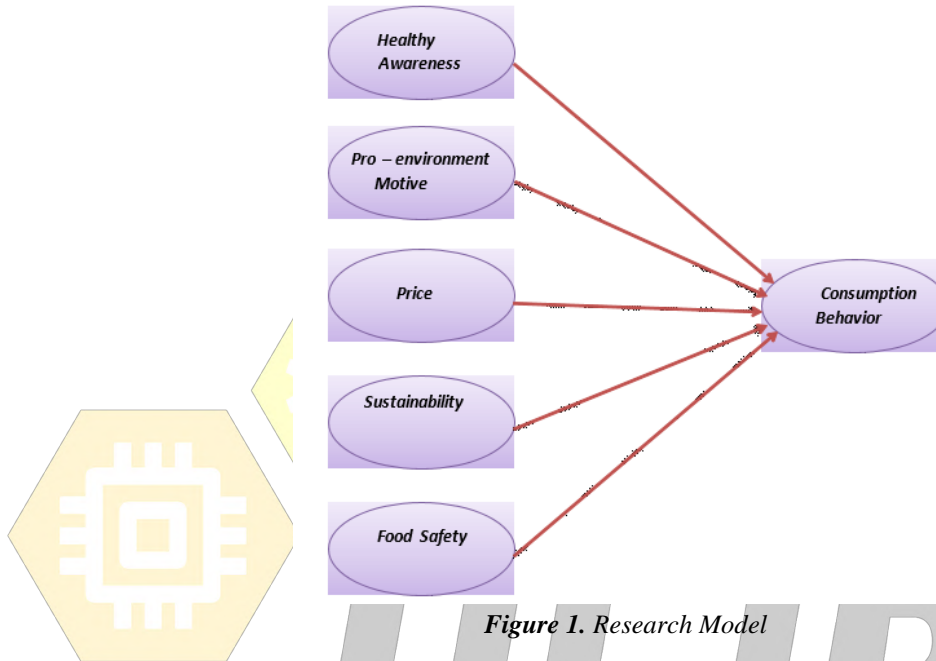 Healthy
Awareness
Pro – environment
Motive
Price
Consumption
Behavior
Sustainability
Food Safety
Figure 1. Research Model